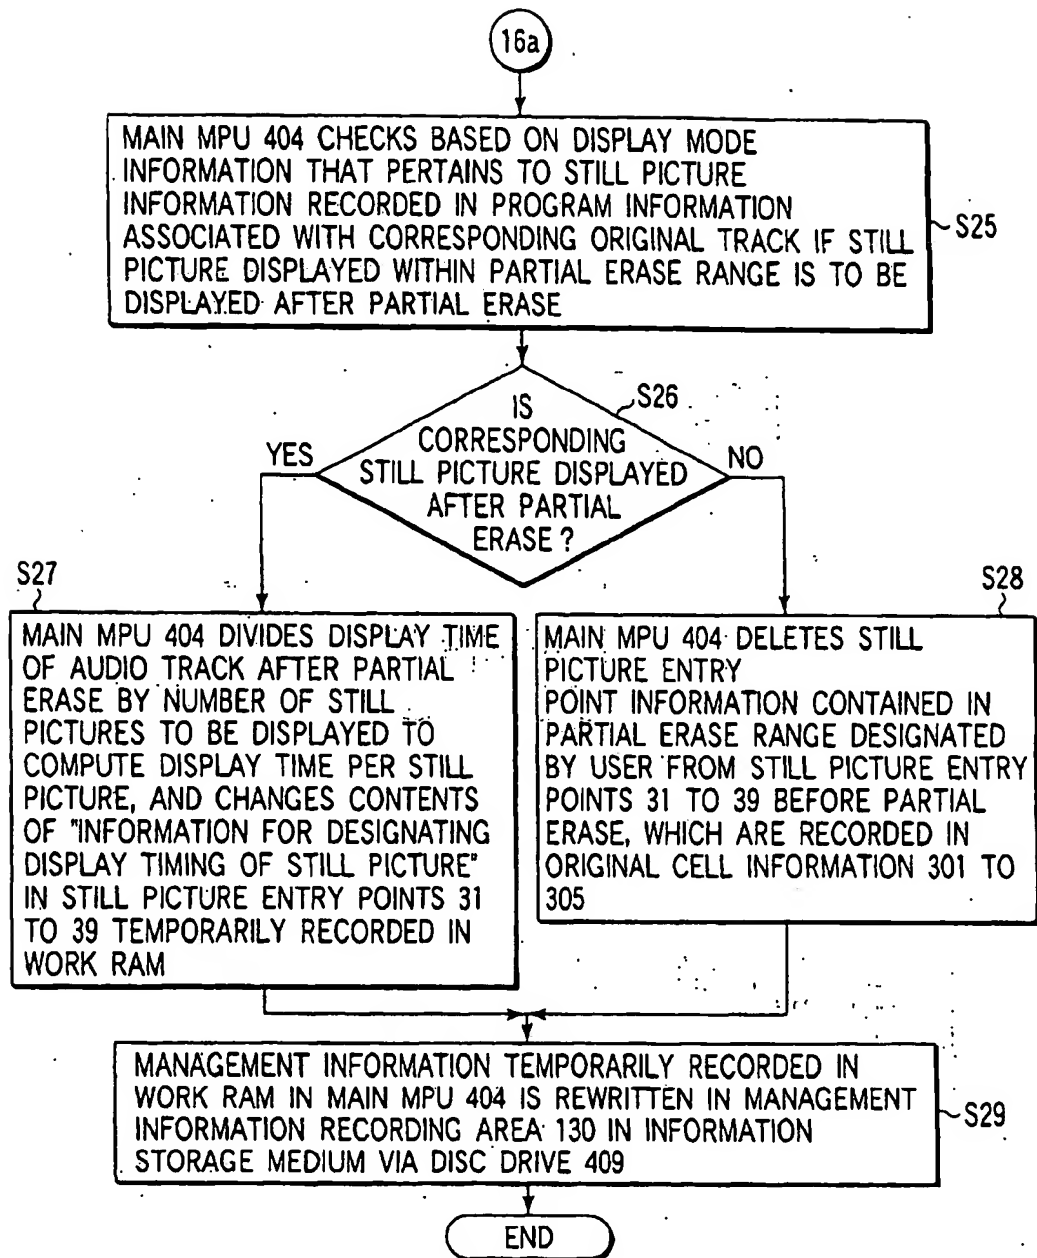 16a
MAIN MPU 404 CHECKS BASED ON DISPLAY MODE
INFORMATION THAT PERTAINS TO STILL PICTURE
INFORMATION RECORDED IN PROGRAM INFORMATION
ASSOCIATED WITH CORRESPONDING ORIGINAL TRACK IF STILL
PICTURE DISPLAYED WITHIN PARTIAL ERASE RANGE IS TO BE
DISPLAYED AFTER PARTIAL ERASE
S25
S26
IS
CORRESPONDING
STILL PICTURE DISPLAYED
AFTER PARTIAL
ERASE?
YES
NO
S27
MAIN MPU 404 DIVIDES DISPLAY TIME
OF AUDIO TRACK AFTER PARTIAL
ERASE BY NUMBER OF STILL
PICTURES TO BE DISPLAYED TO
COMPUTE DISPLAY TIME PER STILL
PICTURE, AND CHANGES CONTENTS
OF "INFORMATION FOR DESIGNATING
DISPLAY TIMING OF STILL PICTURE"
IN STILL PICTURE ENTRY POINTS 31
TO 39 TEMPORARILY RECORDED IN
WORK RAM
S28
MAIN MPU 404 DELETES STILL
PICTURE ENTRY
POINT INFORMATION CONTAINED IN
PARTIAL ERASE RANGE DESIGNATED
BY USER FROM STILL PICTURE ENTRY
POINTS 31 TO 39 BEFORE PARTIAL
ERASE, WHICH ARE RECORDED IN
ORIGINAL CELL INFORMATION 301 TO
305
MANAGEMENT INFORMATION TEMPORARILY RECORDED IN
WORK RAM IN MAIN MPU 404 IS REWRITTEN IN MANAGEMENT
INFORMATION RECORDING AREA 130 IN INFORMATION
STORAGE MEDIUM VIA DISC DRIVE 409
S29
END